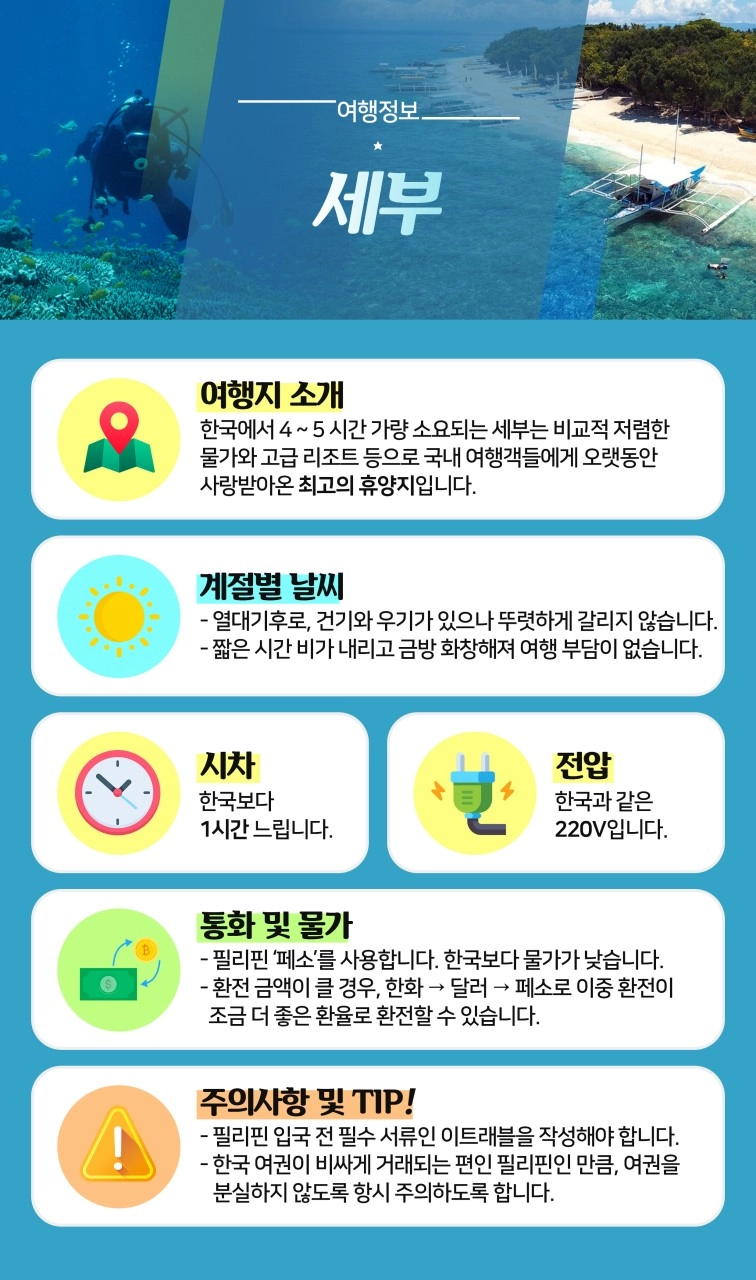 여행정보
세부
여행지 소개
한국에서 4 ~ 5 시간 가량 소요되는 세부는 비교적 저렴한
물가와 고급 리조트 등으로 국내 여행객들에게 오랫동안
사랑받아온 최고의 휴양지입니다.
계절별 날씨
- 열대기후로, 건기와 우기가 있으나 뚜렷하게 갈리지 않습니다.
- 짧은 시간 비가 내리고 금방 화창해져 여행 부담이 없습니다.
시차
한국보다
1시간 느립니다.
전압
한국과 같은
220V입니다.
통화 및 물가
- 필리핀 '페소'를 사용합니다. 한국보다 물가가 낮습니다.
- 환전 금액이 클 경우, 한화 → 달러 → 페소로 이중 환전이
조금 더 좋은 환율로 환전할 수 있습니다.
주의사항 및 TIP!
- 필리핀 입국 전 필수 서류인 이트래블을 작성해야 합니다.
- 한국 여권이 비싸게 거래되는 편인 필리핀인 만큼, 여권을
분실하지 않도록 항시 주의하도록 합니다.